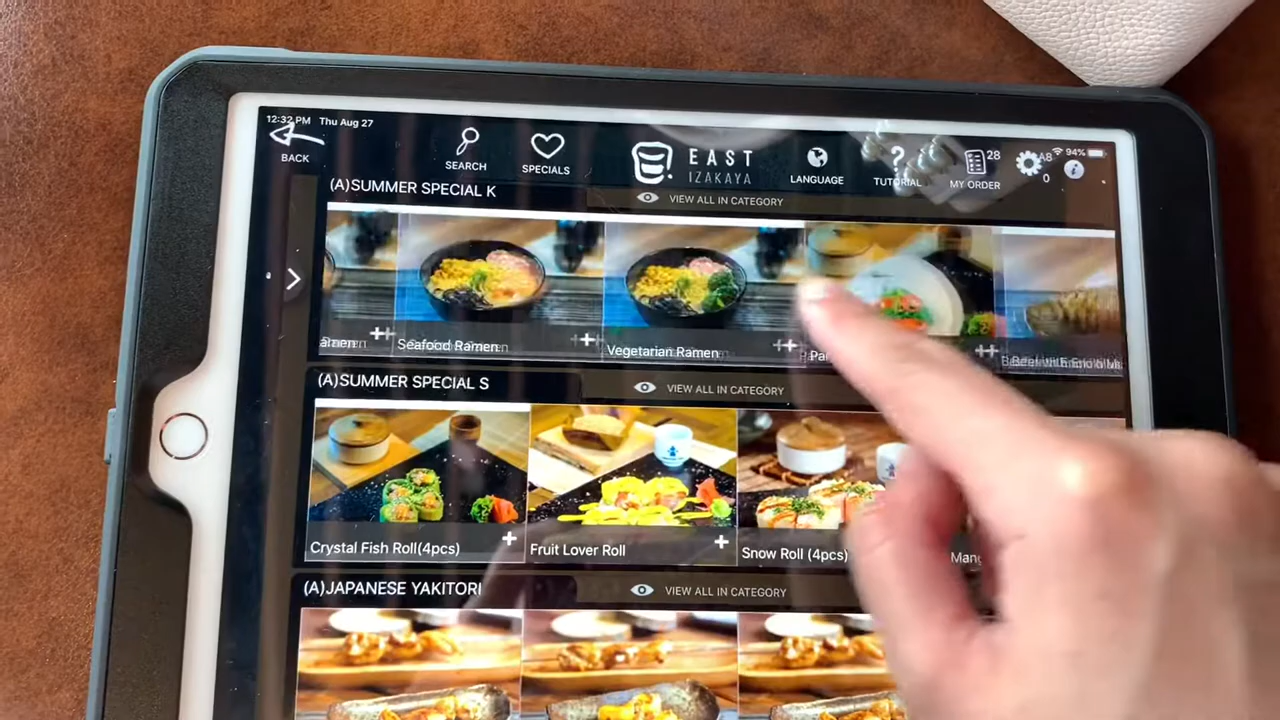 12:32 PM Thu Aug 27
94%
BACK
SEARCH
SPECIALS
EAST
IZAKAYA
LANGUAGE
TUTORIAL
28
MY ORDER
A8
0
(A)SUMMER SPECIAL K
VIEW ALL IN CATEGORY
Seafood Ramen
Vegetarian Ramen
(A)SUMMER SPECIAL S
VIEW ALL IN CATEGORY
Crystal Fish Roll(4pcs)
Fruit Lover Roll
Snow Roll (4pcs)
(A)JAPANESE YAKITORI
VIEW ALL IN CATEGORY